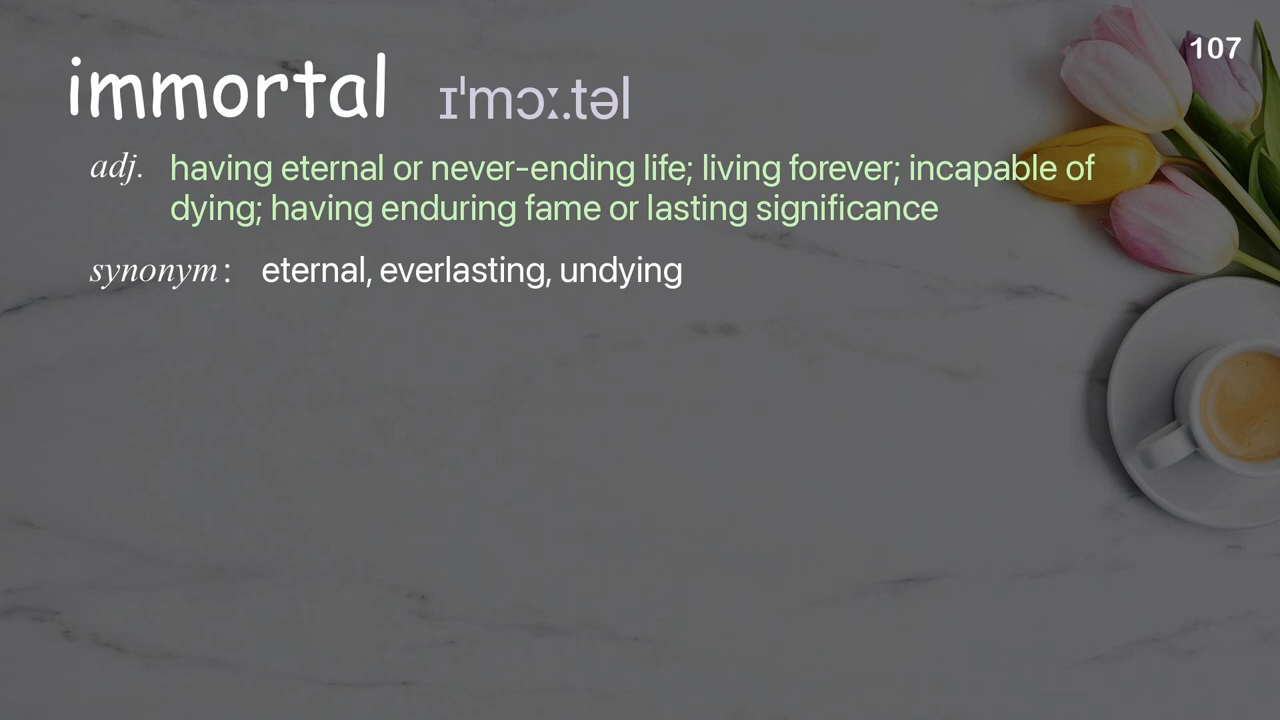 107
immortal ɪˈmɔː.təl
adj. having eternal or never-ending life; living forever; incapable of
dying; having enduring fame or lasting significance
synonym: eternal, everlasting, undying